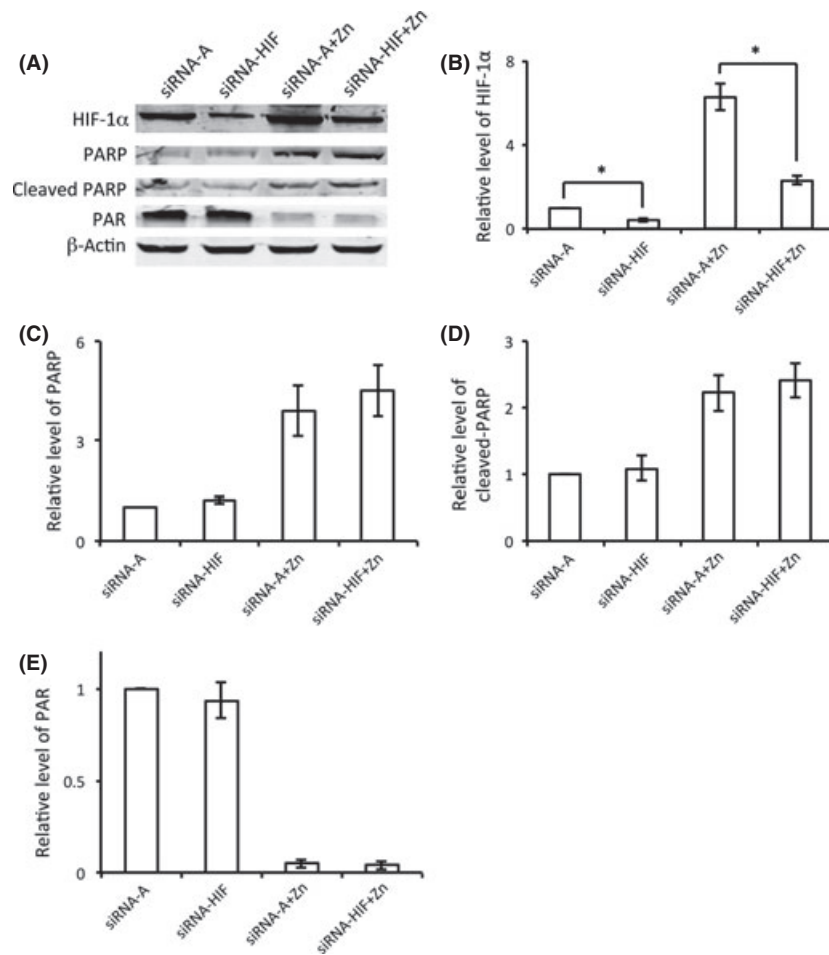 (A)
siRNA-A
siRNA-HIF
siRNA-A+Zn
siRNA-HIF+Zn
HIF-1α
PARP
Cleaved PARP
PAR
β-Actin
(B)
Relative level of HIF-1α
8
4
0
*
*
siRNA-A
siRNA-HIF
siRNA-A+Zn
siRNA-HIF+Zn
(C)
Relative level of PARP
6
3
0
siRNA-A
siRNA-HIF
siRNA-A+Zn
siRNA-HIF+Zn
(D)
Relative level of
cleaved-PARP
3
2
1
0
siRNA-A
siRNA-HIF
siRNA-A+Zn
siRNA-HIF+Zn
(E)
Relative level of PAR
1
0.5
0
siRNA-A
siRNA-HIF
siRNA-A+Zn
siRNA-HIF+Zn